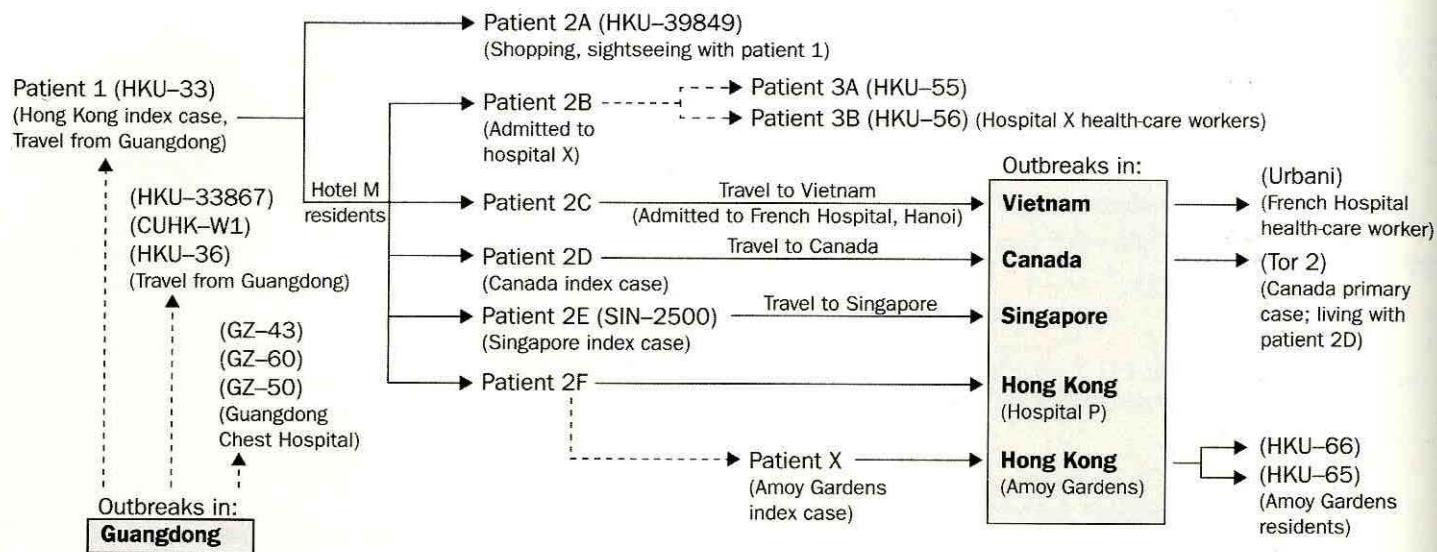 Patient 2A (HKU–39849)
(Shopping, sightseeing with patient 1)
Patient 1 (HKU–33)
(Hong Kong index case,
Travel from Guangdong)
Patient 2B
(Admitted to
hospital X)
Patient 3A (HKU–55)
Patient 3B (HKU–56) (Hospital X health-care workers)
(HKU–33867)
(CUHK–W1)
(HKU–36)
(Travel from Guangdong)
Hotel M
residents
Patient 2C
Travel to Vietnam
(Admitted to French Hospital, Hanoi)
Outbreaks in:
Vietnam
(Urbani)
(French Hospital
health-care worker)
Patient 2D
(Canada index case)
Travel to Canada
Canada
(Tor 2)
(Canada primary
case; living with
patient 2D)
(GZ–43)
(GZ–60)
(GZ–50)
(Guangdong
Chest Hospital)
Patient 2E (SIN–2500)
(Singapore index case)
Travel to Singapore
Singapore
Patient 2F
Hong Kong
(Hospital P)
Patient X
(Amoy Gardens
index case)
Hong Kong
(Amoy Gardens)
(HKU–66)
(HKU–65)
(Amoy Gardens
residents)
Outbreaks in:
Guangdong